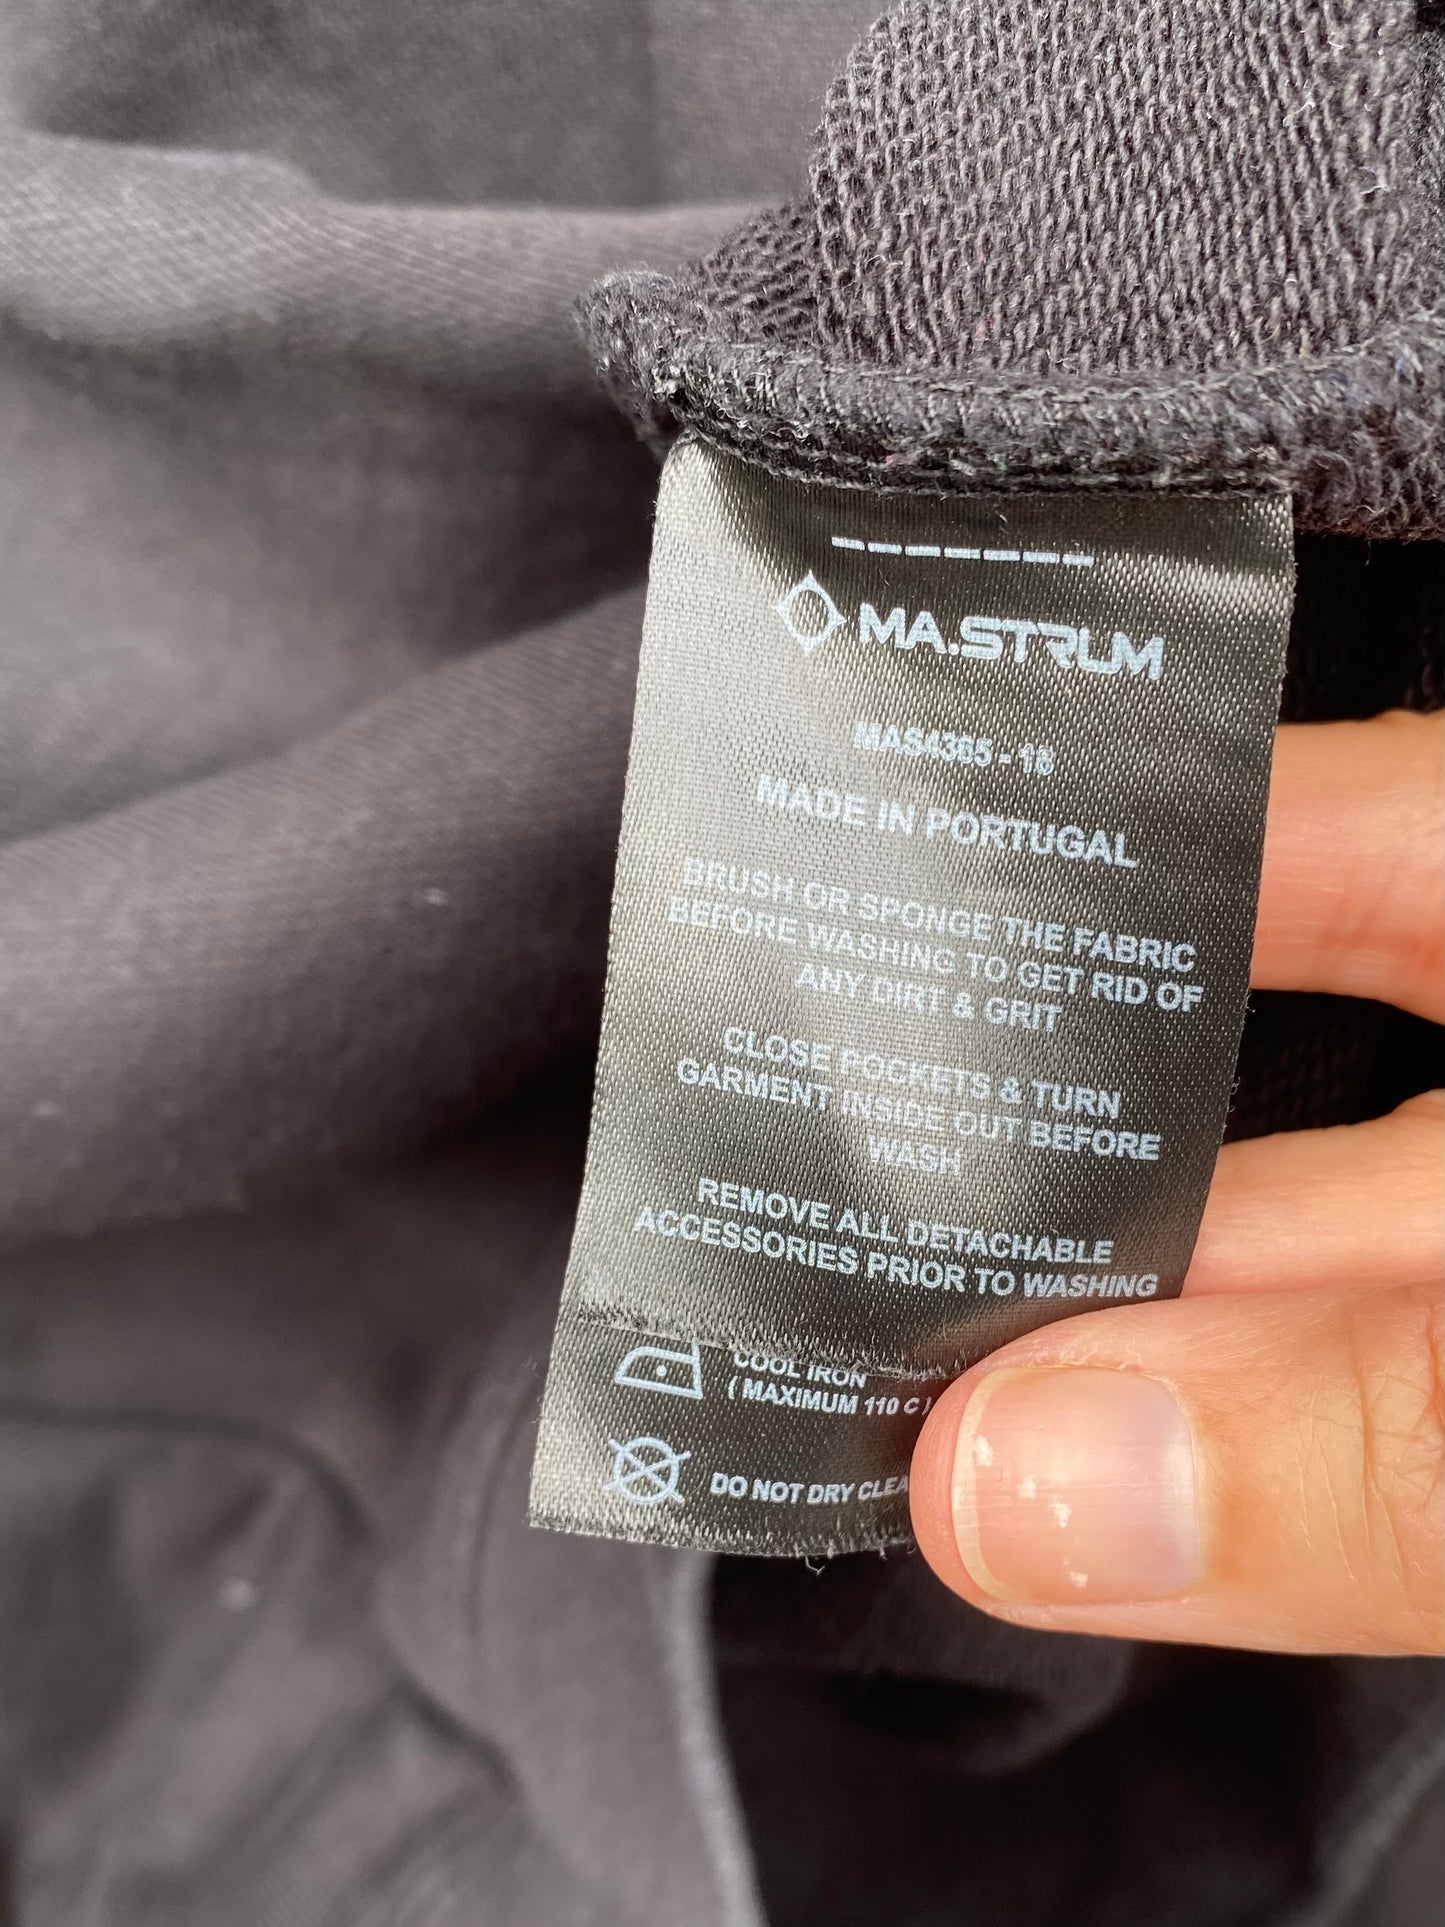 MA.STRUM
MAS4365 - 18
MADE IN PORTUGAL
BRUSH OR SPONGE THE FABRIC
BEFORE WASHING TO GET RID OF
ANY DIRT & GRIT
CLOSE POCKETS & TURN
GARMENT INSIDE OUT BEFORE
WASH
REMOVE ALL DETACHABLE
ACCESSORIES PRIOR TO WASHING
COOL IRON
( MAXIMUM 110 C )
DO NOT DRY CLEA